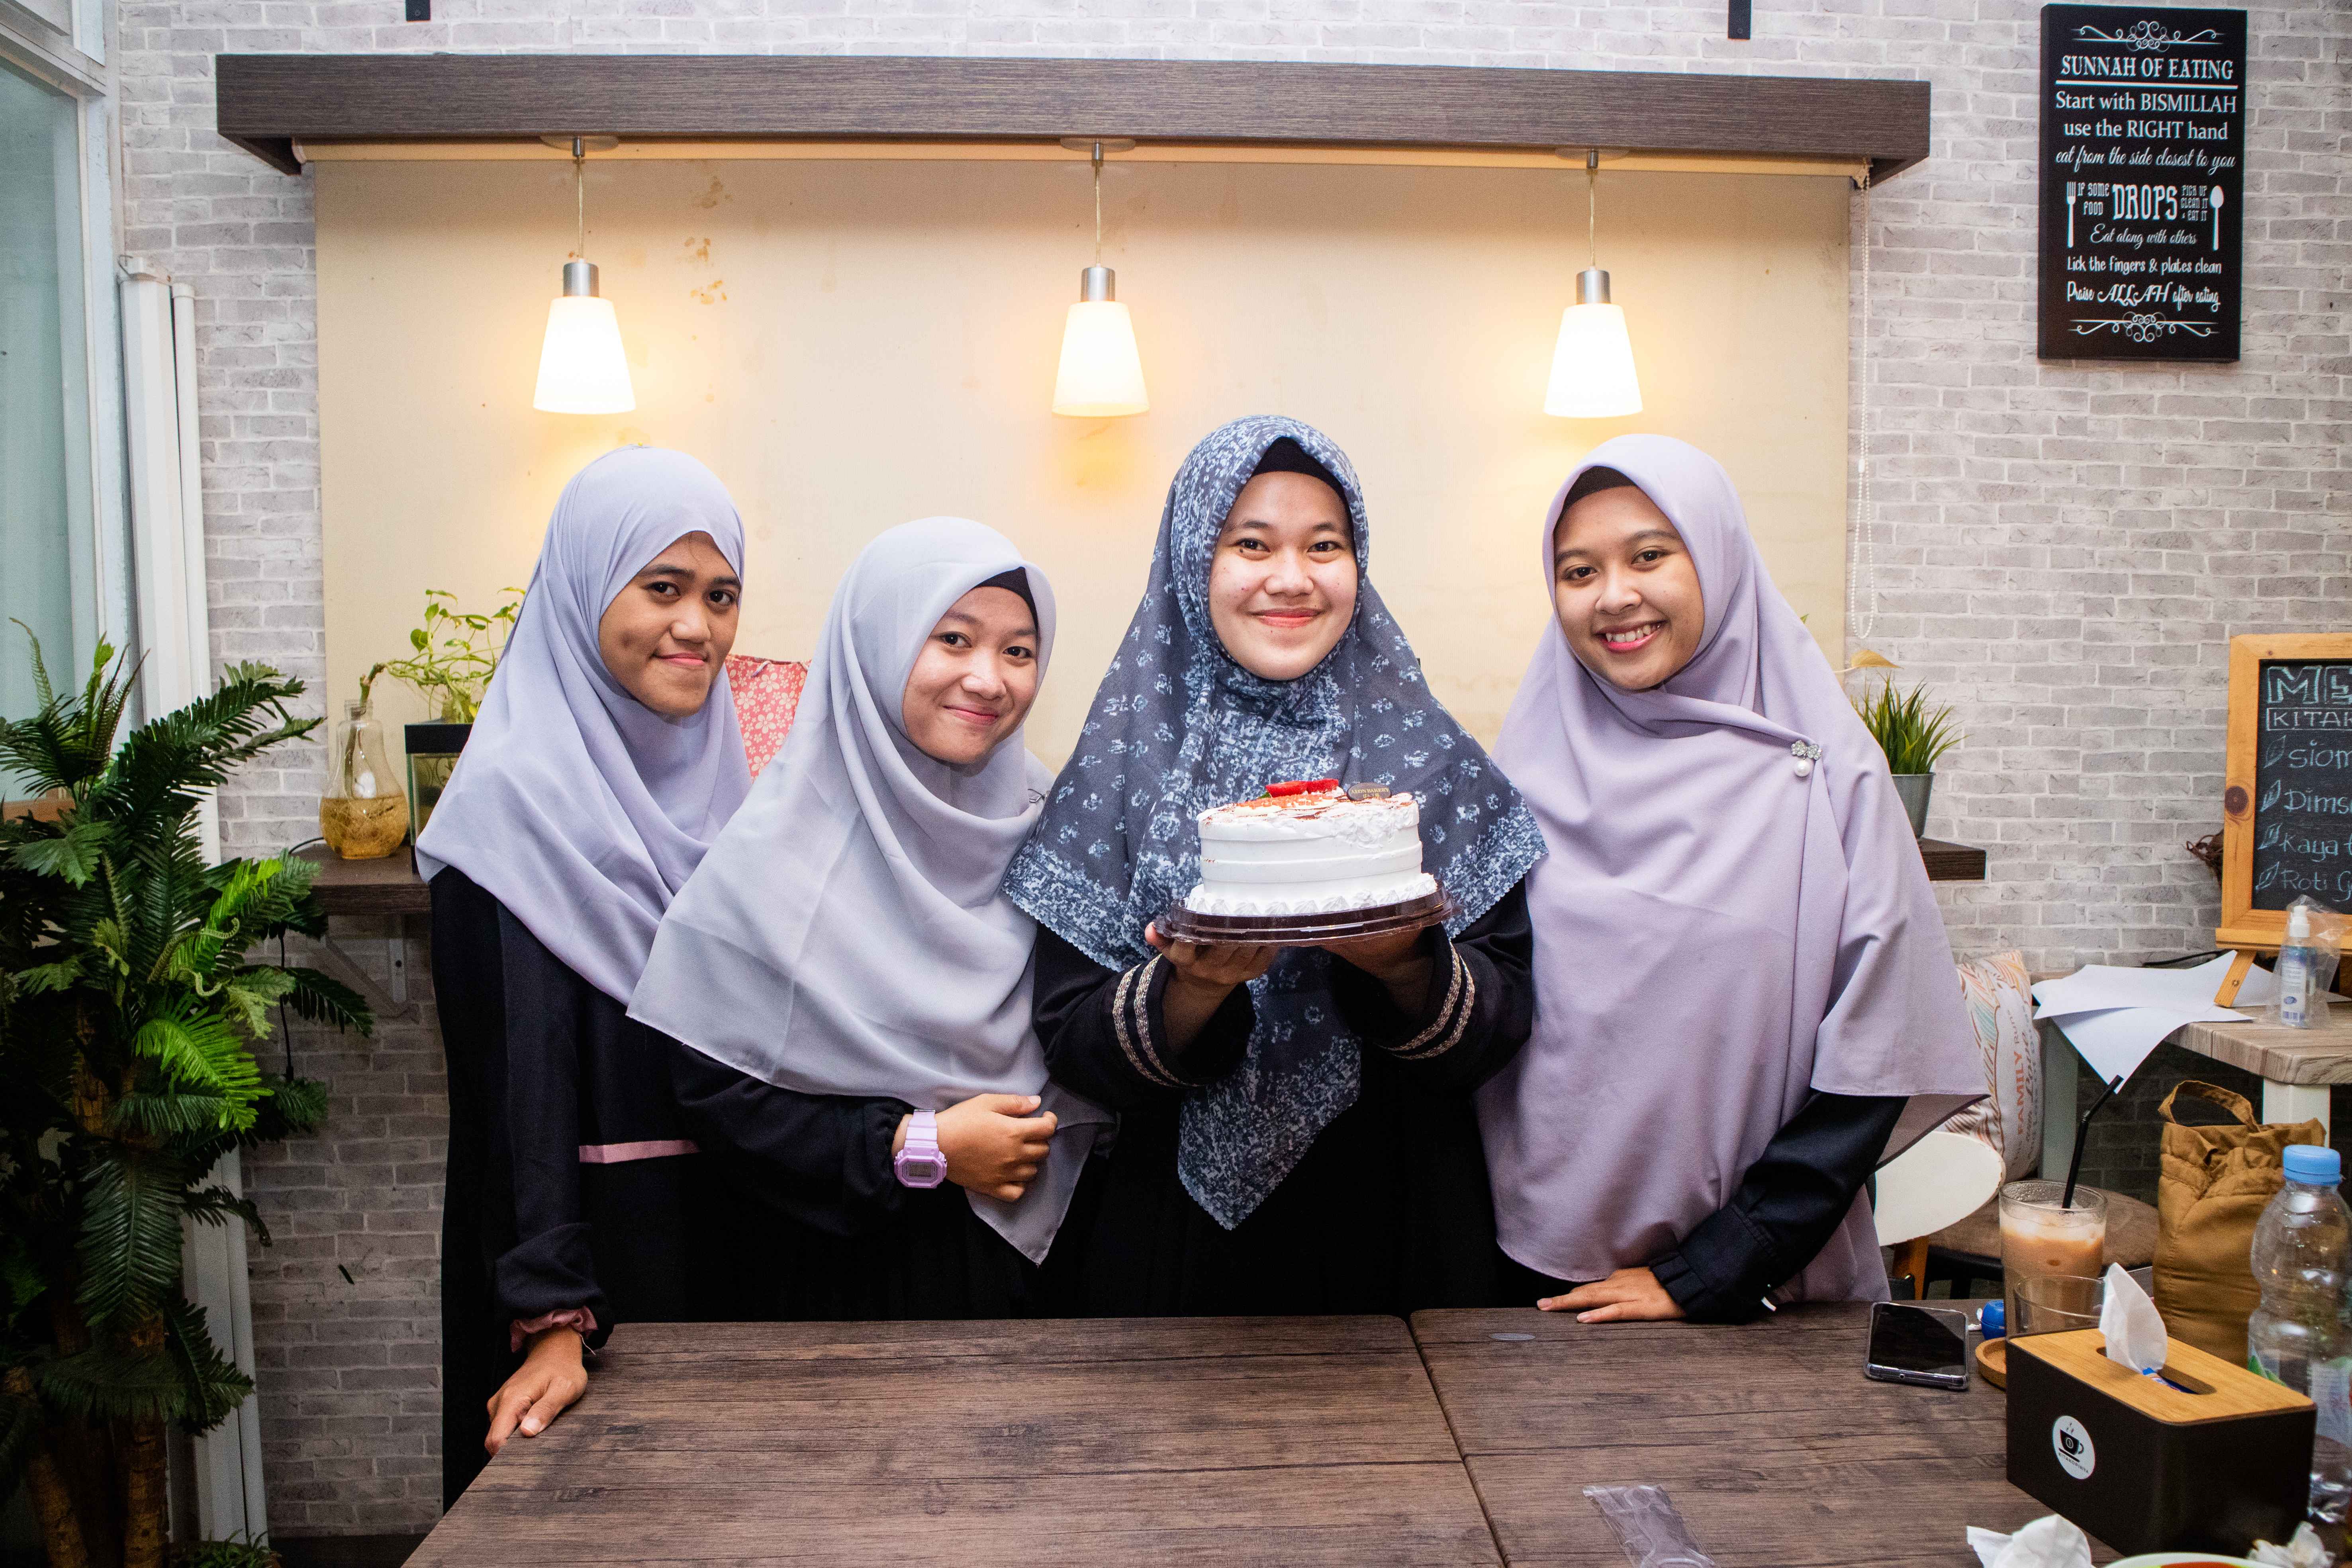 SUNNAH OF EATING
Start with BISMILLAH
use the RIGHT hand
eat from the side closest to you
IF SOME FOOD DROPS PICK UP CLEAN IT & EAT IT
Eat along with others
Lick the fingers & plates clean
Praise ALLAH after eating
KITA
Siom
Dims
Kaya t
Roti G
FAMILY